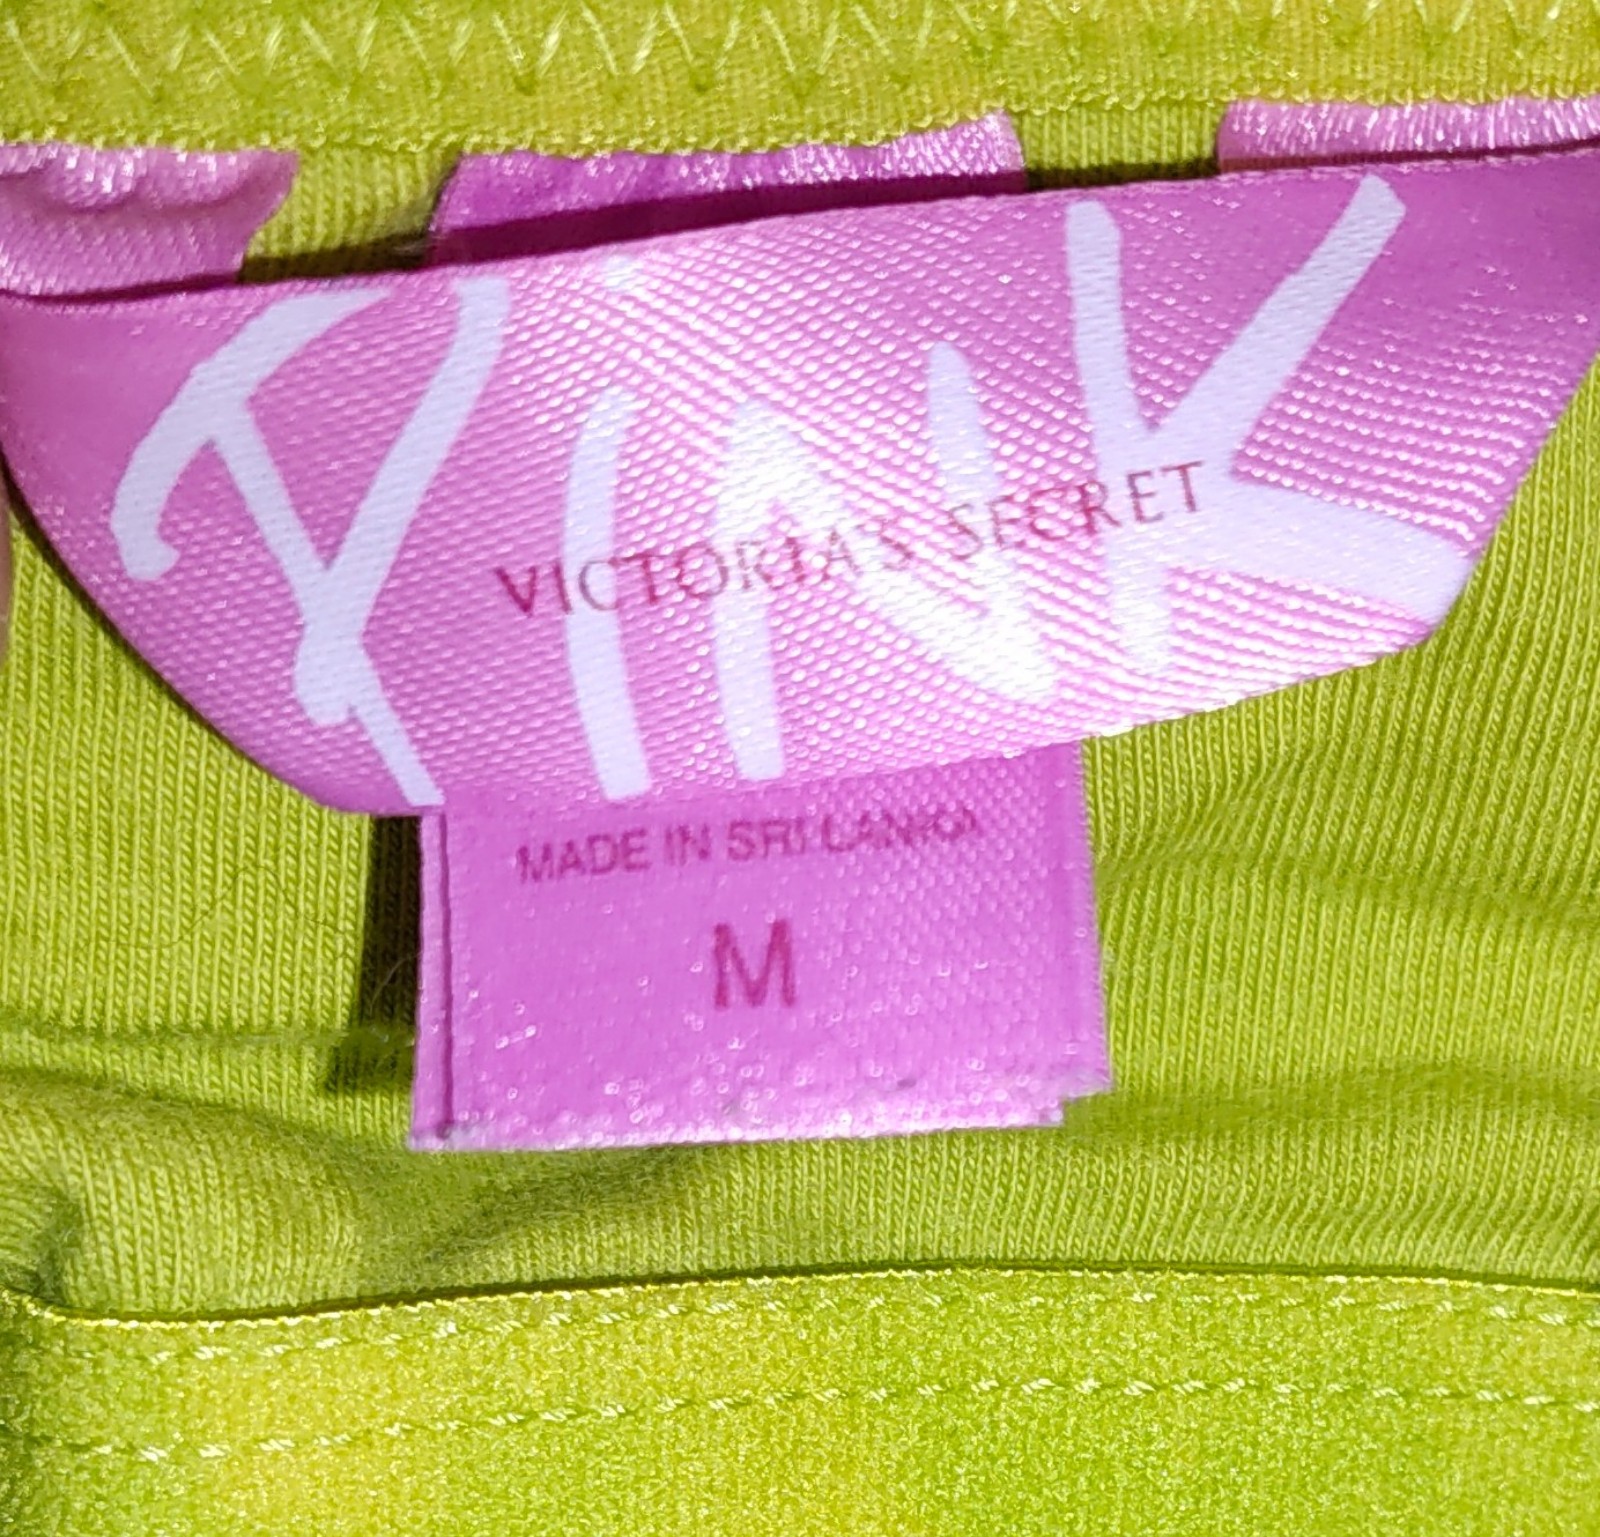 PINK
VICTORIA'S SECRET
MADE IN SRI LANKA
M